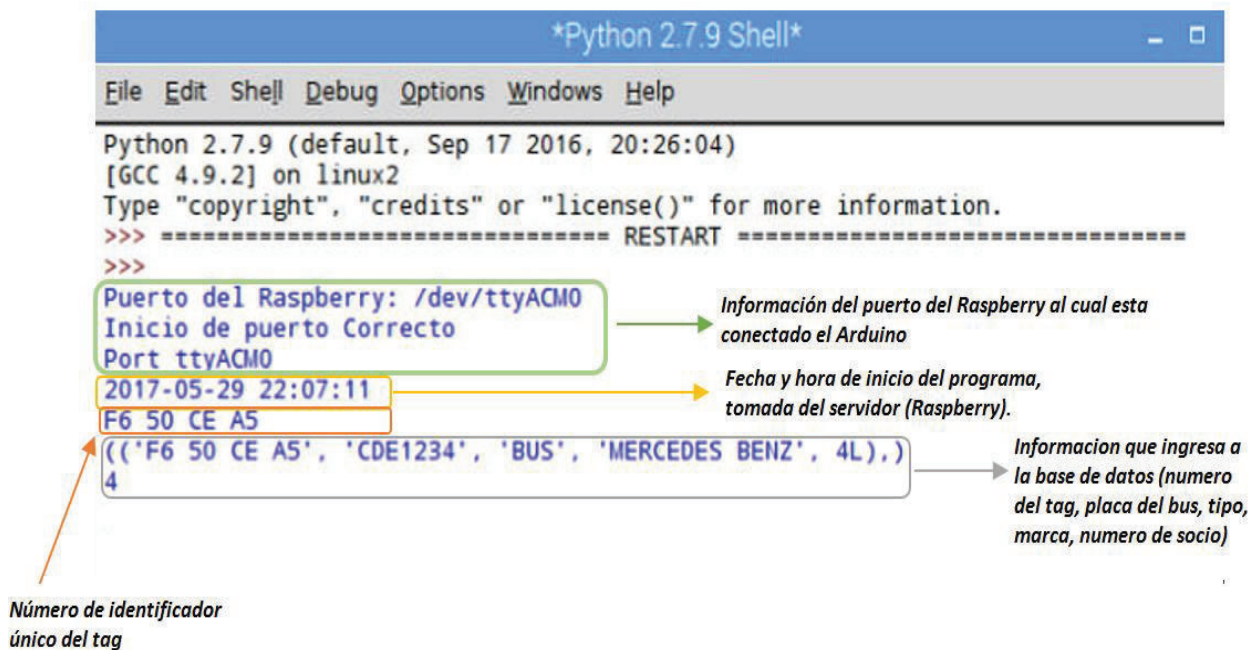 *Python 2.7.9 Shell*
File Edit Shell Debug Options Windows Help
Python 2.7.9 (default, Sep 17 2016, 20:26:04)
[GCC 4.9.2] on linux2
Type "copyright", "credits" or "license()" for more information.
>>> ================================ RESTART ================================
>>>
Puerto del Raspberry: /dev/ttyACM0
Inicio de puerto Correcto
Port ttyACM0
Información del puerto del Raspberry al cual esta
conectado el Arduino
2017-05-29 22:07:11
Fecha y hora de inicio del programa,
tomada del servidor (Raspberry).
F6 50 CE A5
(('F6 50 CE A5', 'CDE1234', 'BUS', 'MERCEDES BENZ', 4L),)
4
Informacion que ingresa a
la base de datos (numero
del tag, placa del bus, tipo,
marca, numero de socio)
Número de identificador
único del tag